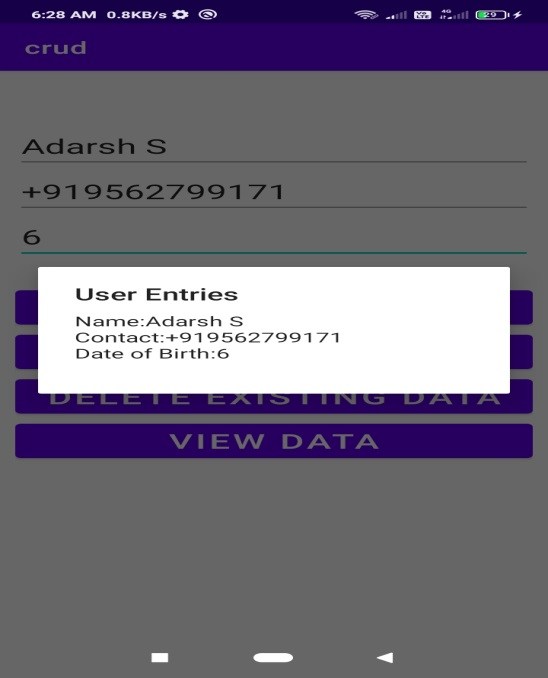 6:28 AM 0.8KB/s
4G
29
crud
Adarsh S
+919562799171
6
User Entries
Name:Adarsh S
Contact:+919562799171
Date of Birth:6
DELETE EXISTING DATA
VIEW DATA